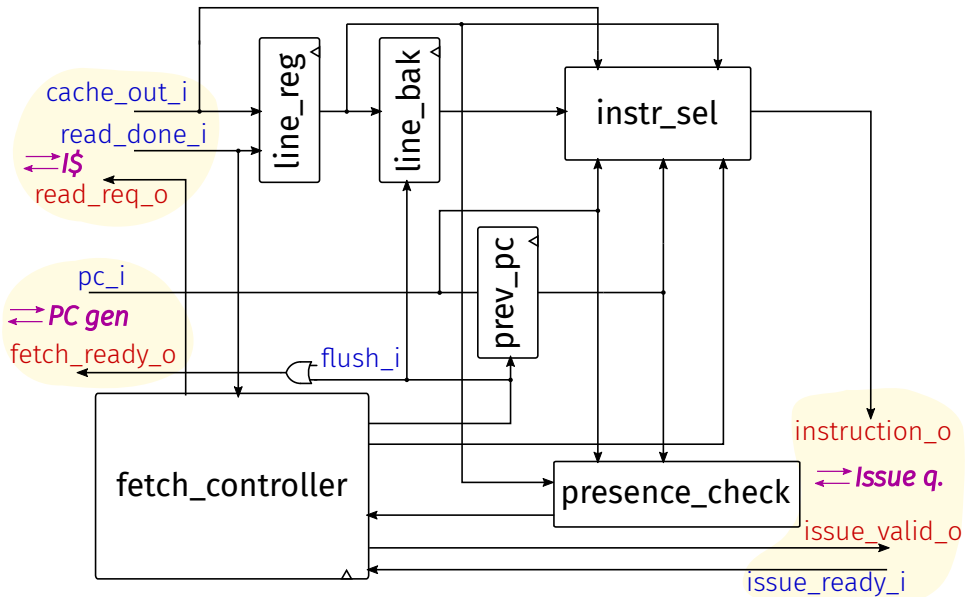 cache_out_i
read_done_i
I$
read_req_o
line_reg
line_bak
instr_sel
pc_i
PC gen
fetch_ready_o
prev_pc
flush_i
fetch_controller
presence_check
instruction_o
Issue q.
issue_valid_o
issue_ready_i